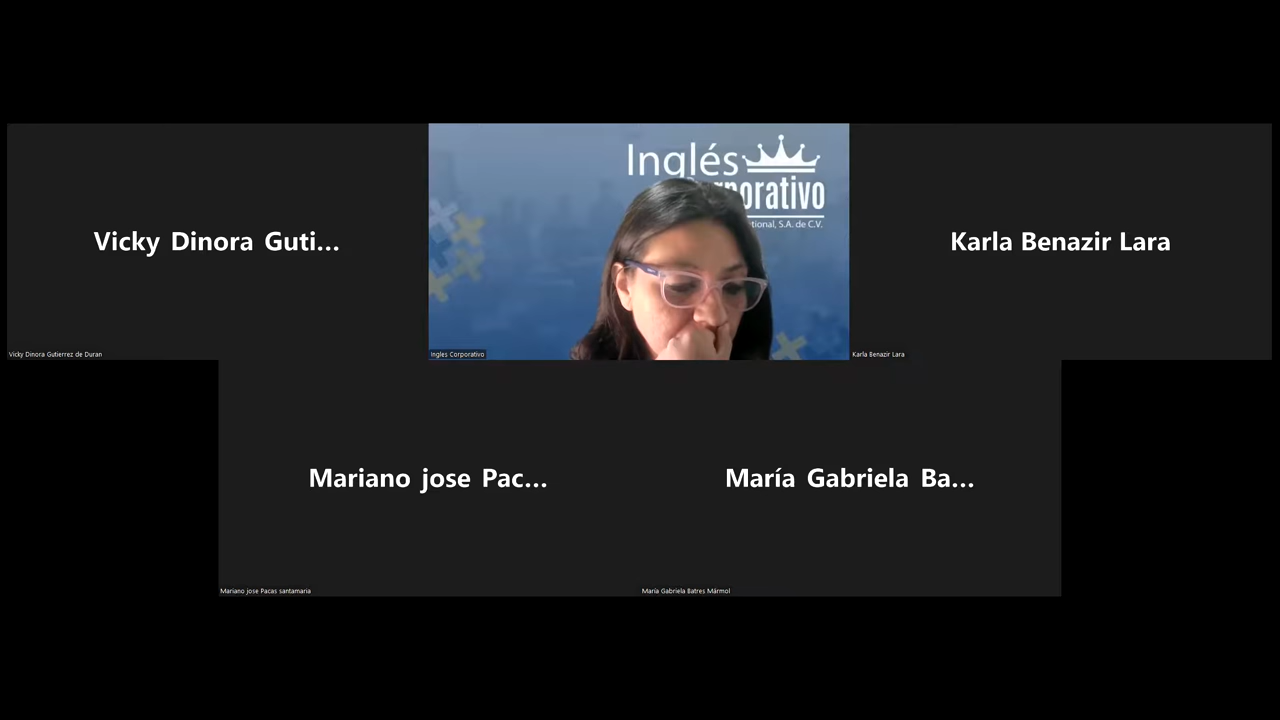 Vicky Dinora Guti...
Inglés
porativo
tional, S.A. de C.V.
Karla Benazir Lara
Vicky Dinora Gutierrez de Duran
Ingles Corporativo
Karla Benazir Lara
Mariano jose Pac...
María Gabriela Ba...
Mariano jose Pacas santamaria
María Gabriela Batres Mármol